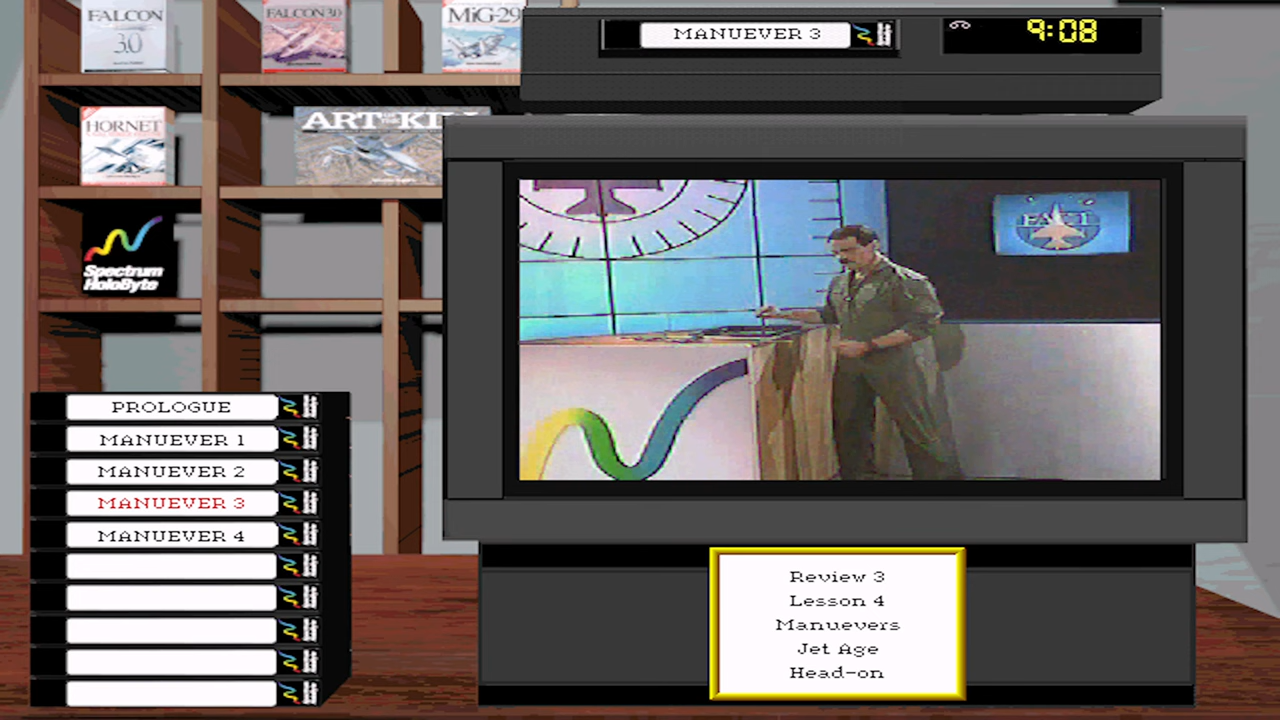 FALCON
3.0
FALCON 3.0
MiG-29
MANUEVER 3
9:08
HORNET
ART OF THE KILL
Spectrum
HoloByte
PROLOGUE
MANUEVER 1
MANUEVER 2
MANUEVER 3
MANUEVER 4
Review 3
Lesson 4
Manuevers
Jet Age
Head-on